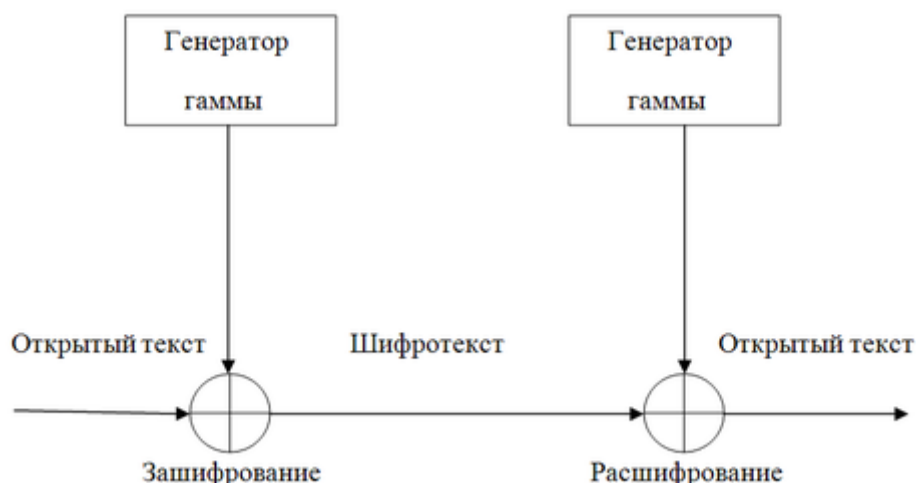 Генератор
гаммы
Генератор
гаммы
Открытый текст
Шифротекст
Открытый текст
Зашифрование
Расшифрование